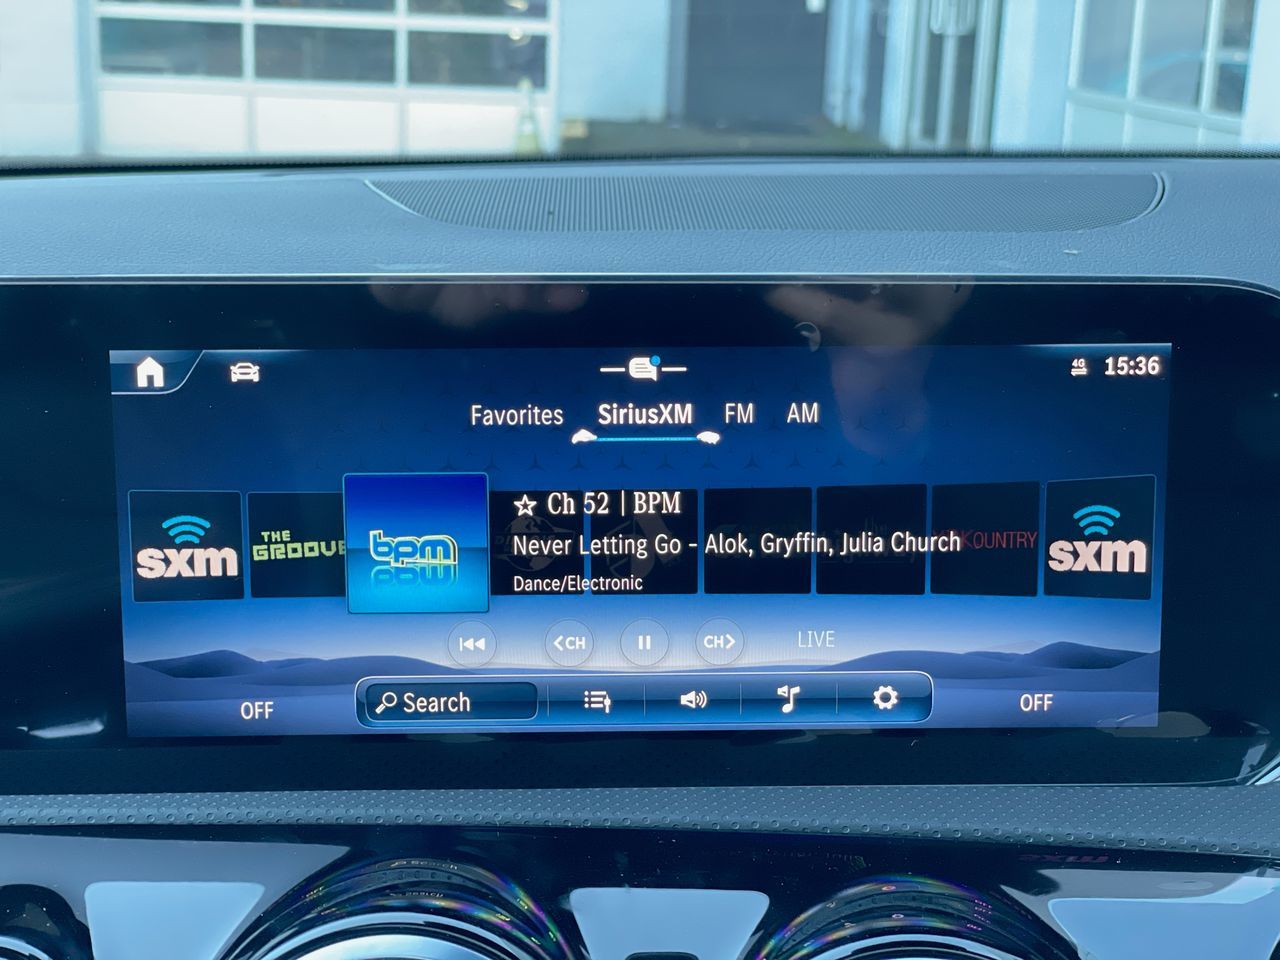 4G
15:36
Favorites
SiriusXM
FM
AM
sxm
THE
GROOVE
bpm
☆ Ch 52 | BPM
Never Letting Go - Alok, Gryffin, Julia Church
Dance/Electronic
KOUNTRY
sxm
<CH
CH>
LIVE
OFF
Search
OFF